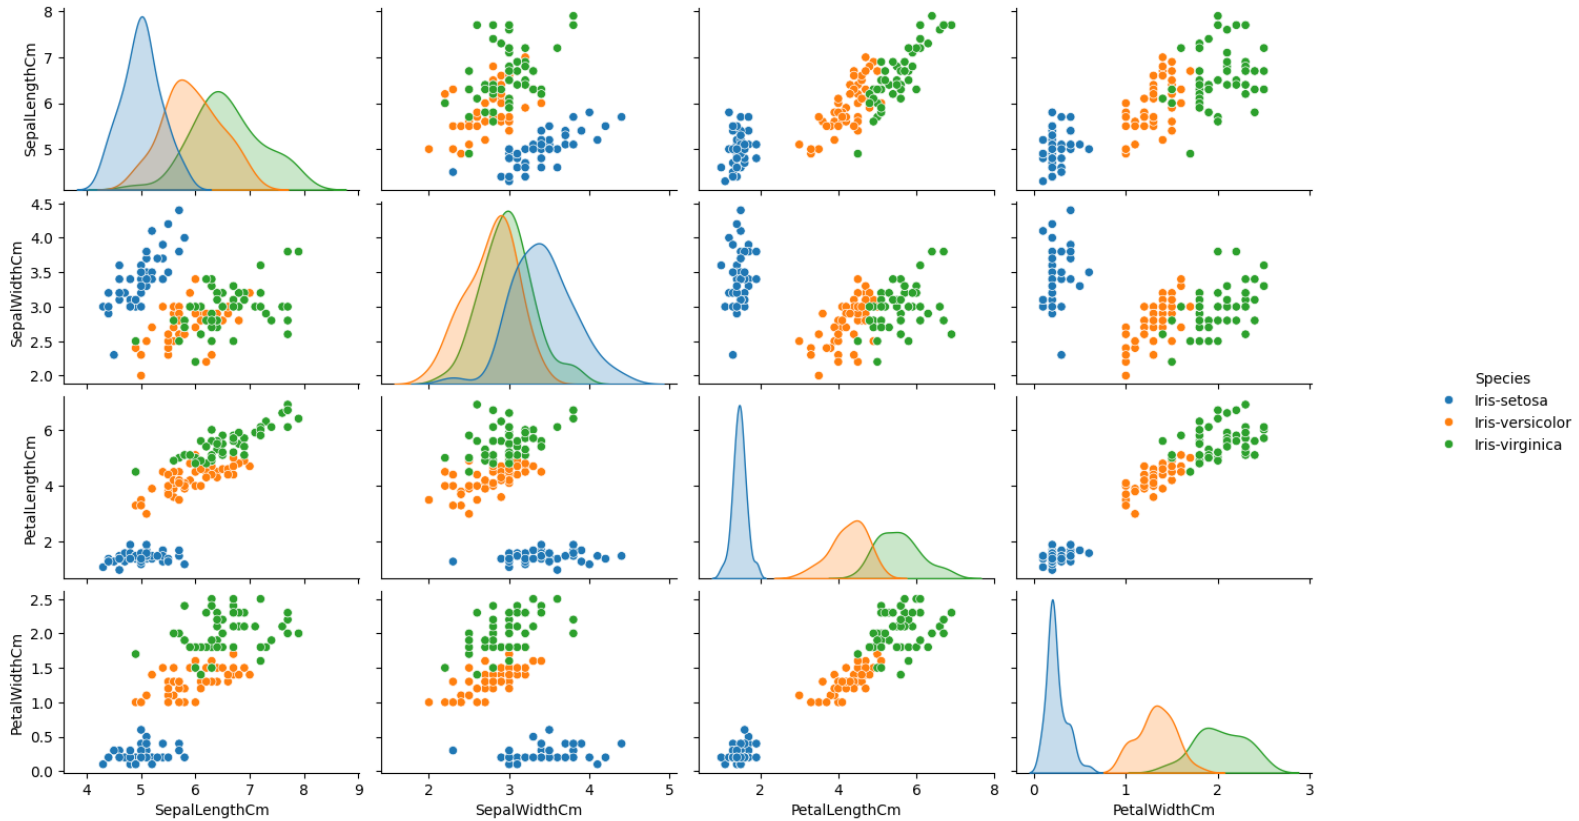 8
7
6
5
SepalLengthCm
4.5
4.0
3.5
3.0
2.5
2.0
SepalWidthCm
6
4
2
PetalLengthCm
2.5
2.0
1.5
1.0
0.5
0.0
PetalWidthCm
4 5 6 7 8 9
SepalLengthCm
2 3 4 5
SepalWidthCm
2 4 6 8
PetalLengthCm
0 1 2 3
PetalWidthCm
Species
Iris-setosa
Iris-versicolor
Iris-virginica